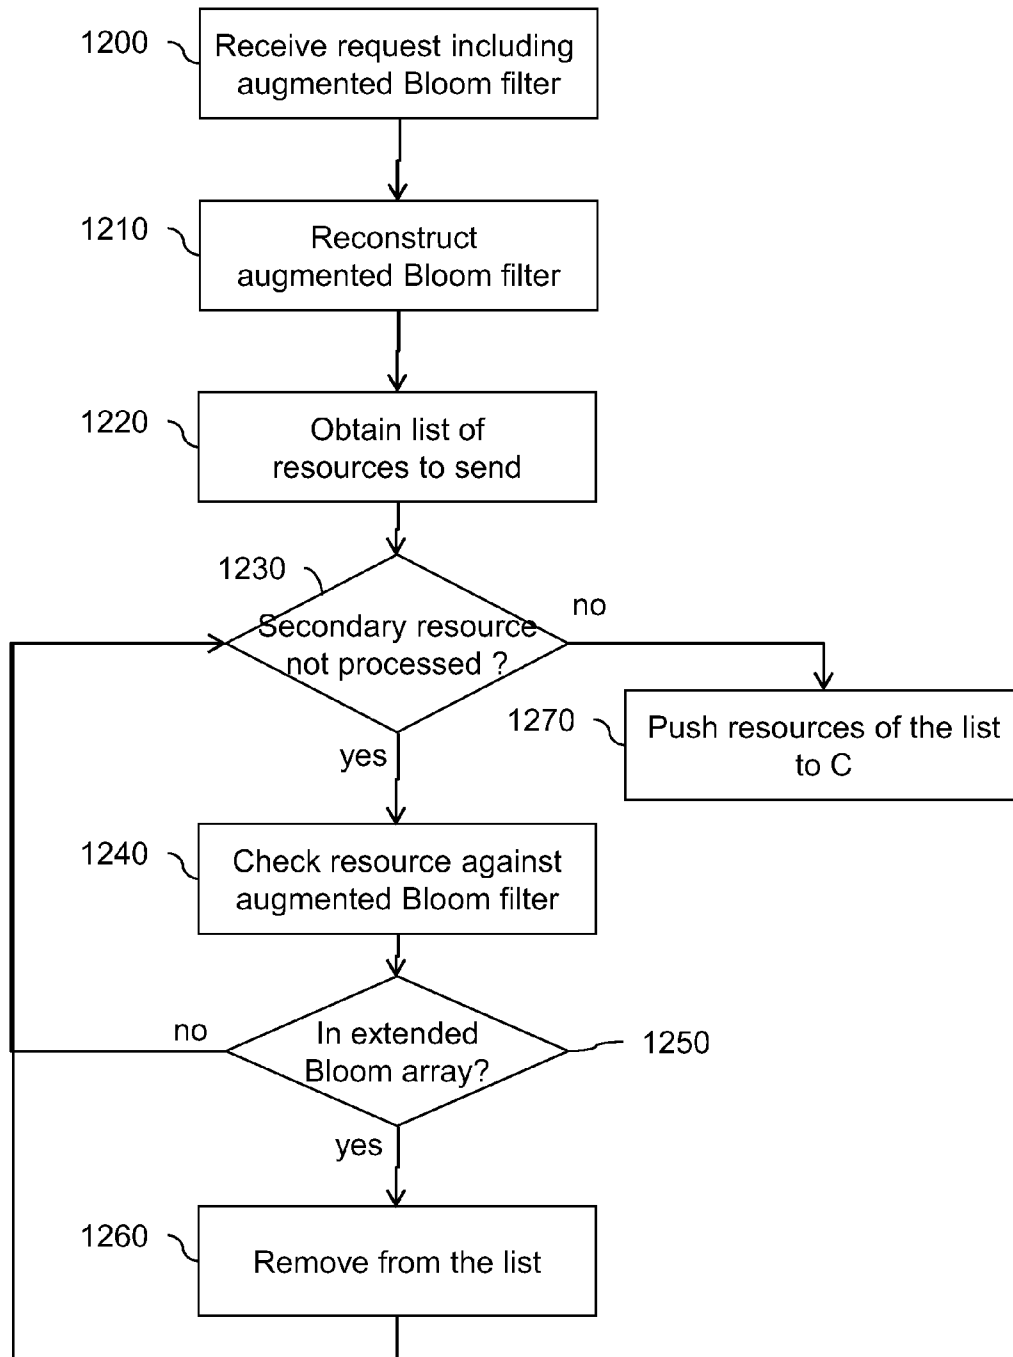 1200
Receive request including
augmented Bloom filter
1210
Reconstruct
augmented Bloom filter
1220
Obtain list of
resources to send
1230
Secondary resource
not processed ?
no
yes
1270
Push resources of the list
to C
1240
Check resource against
augmented Bloom filter
no
In extended
Bloom array?
1250
yes
1260
Remove from the list